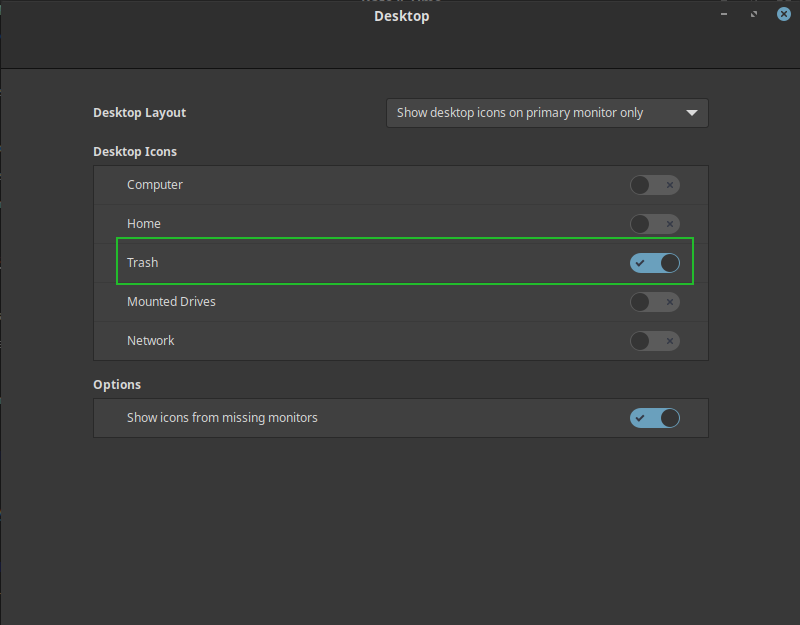 Desktop
Desktop Layout
Show desktop icons on primary monitor only
Desktop Icons
Computer
Home
Trash
Mounted Drives
Network
Options
Show icons from missing monitors